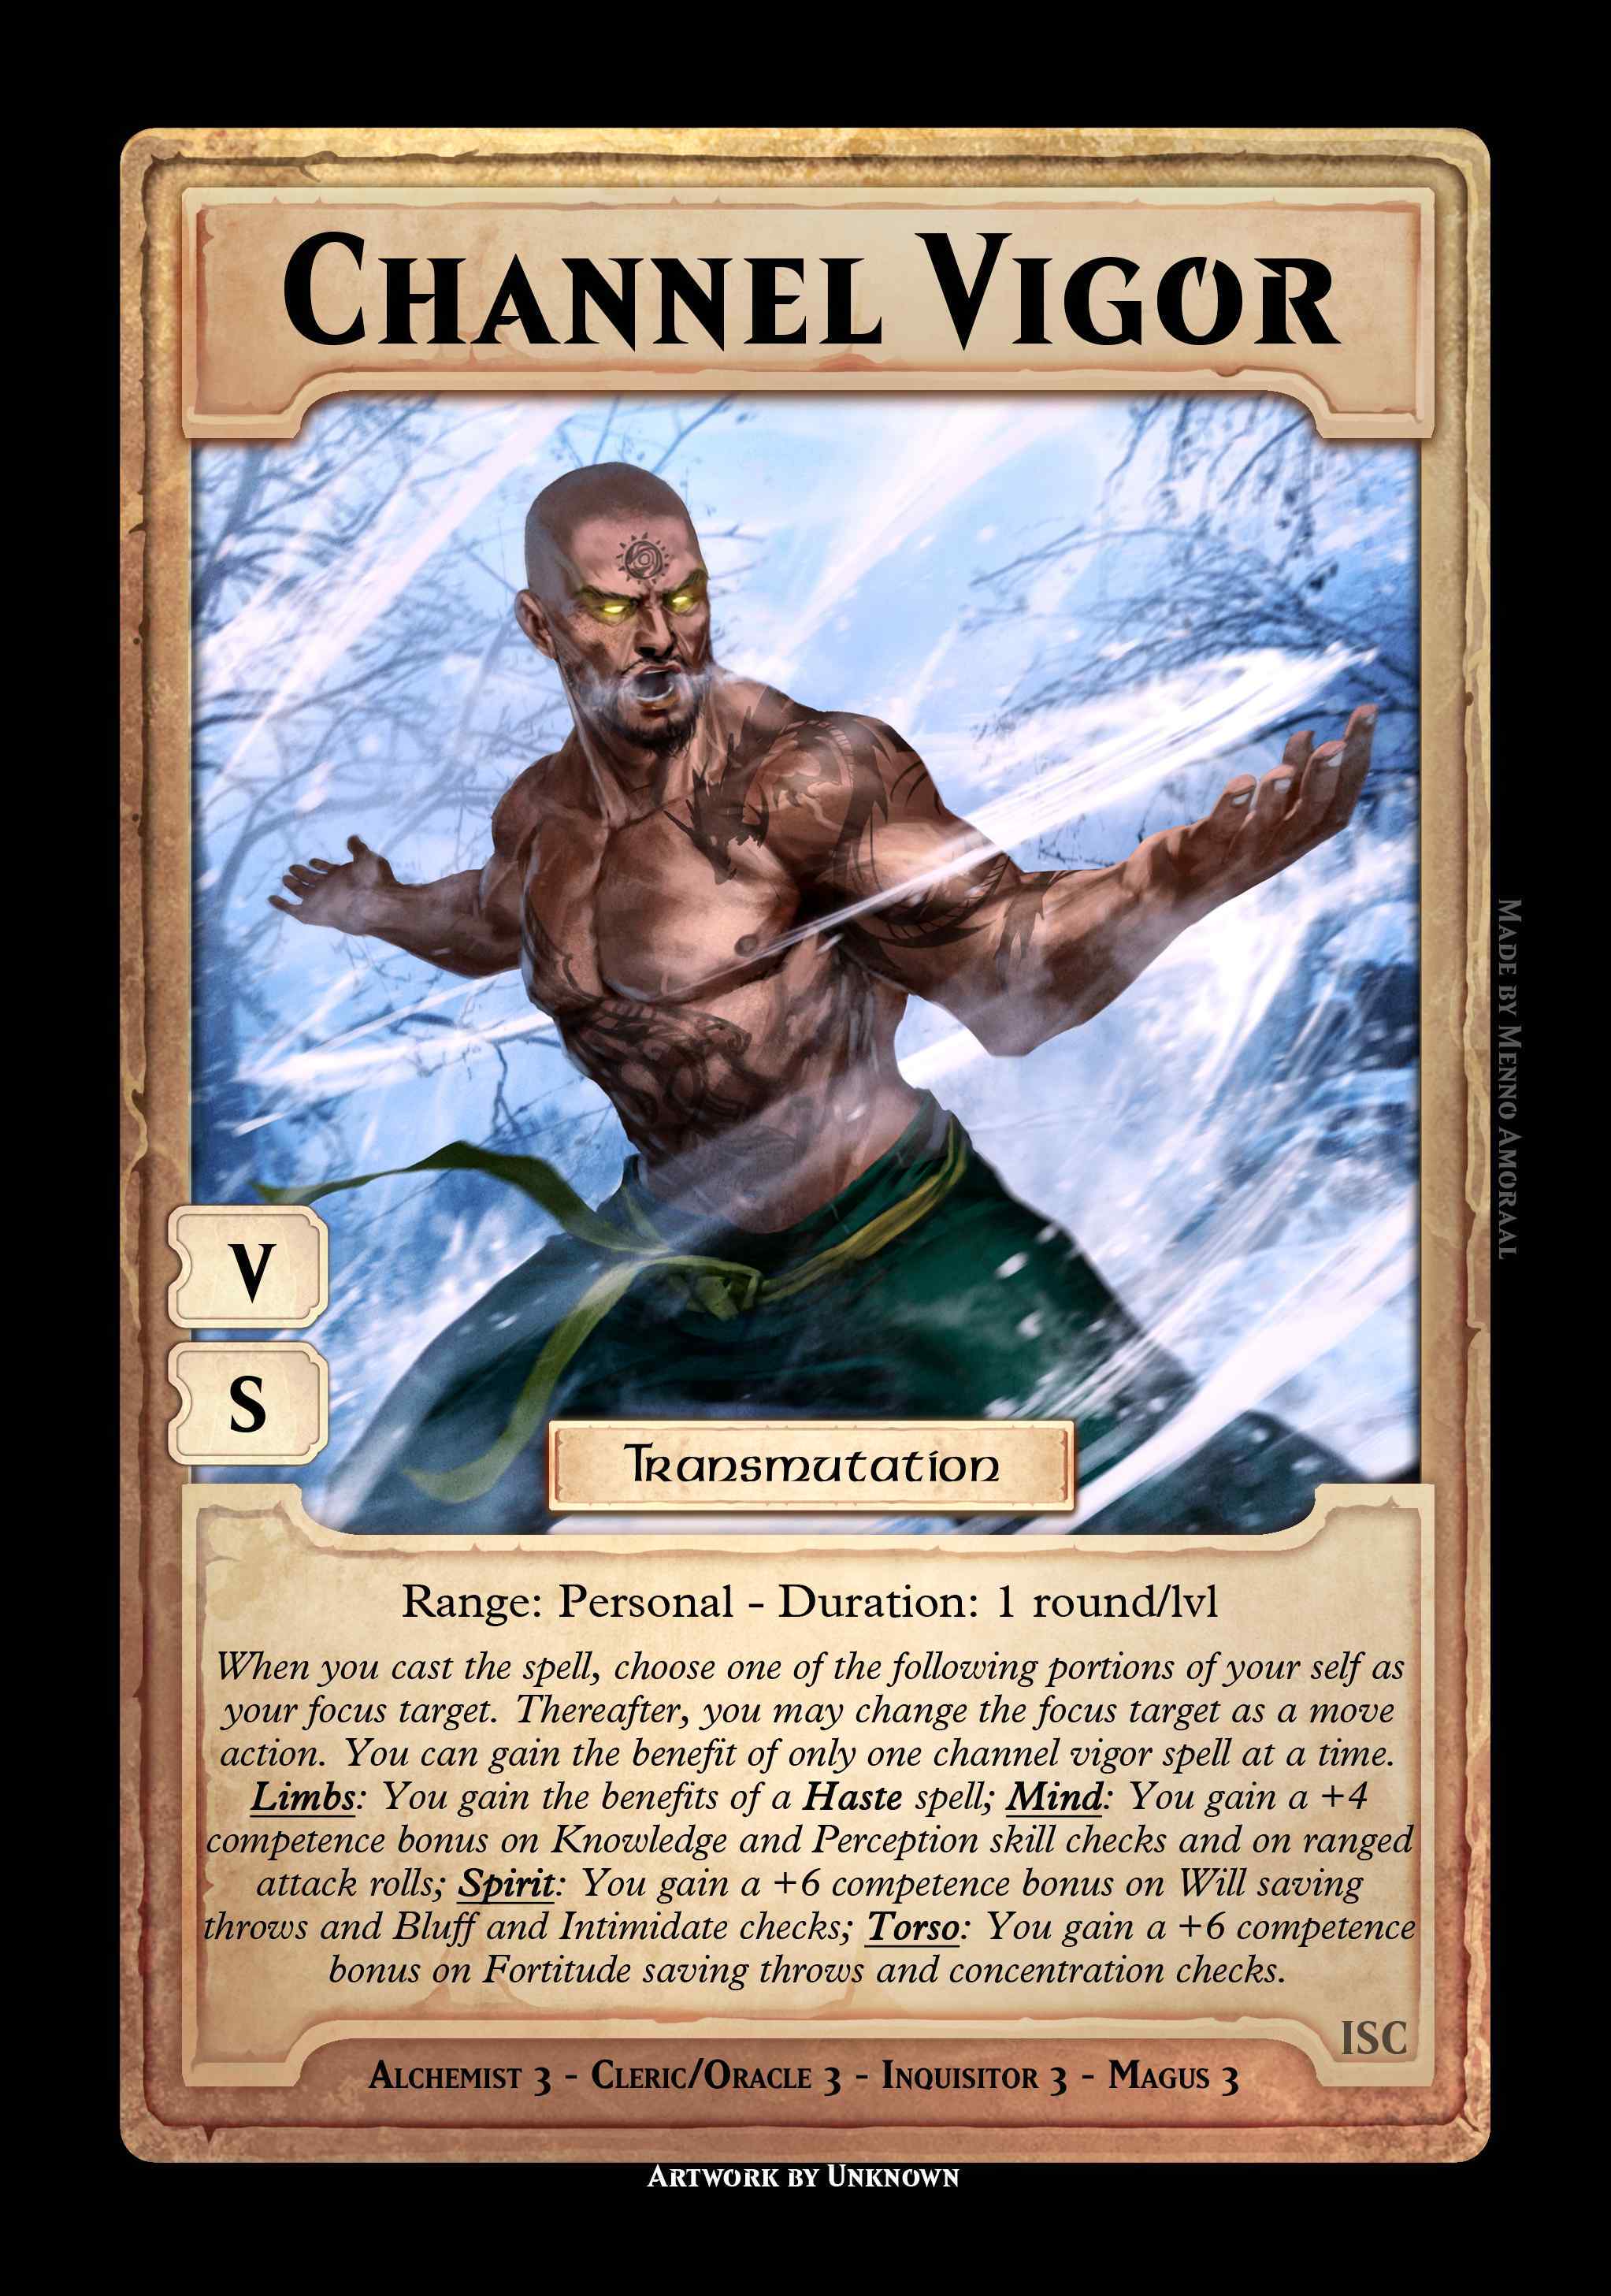 Channel Vigor
V
S
Transmutation
Range: Personal - Duration: 1 round/lvl
When you cast the spell, choose one of the following portions of your self as
your focus target. Thereafter, you may change the focus target as a move
action. You can gain the benefit of only one channel vigor spell at a time.
Limbs: You gain the benefits of a Haste spell; Mind: You gain a +4
competence bonus on Knowledge and Perception skill checks and on ranged
attack rolls; Spirit: You gain a +6 competence bonus on Will saving
throws and Bluff and Intimidate checks; Torso: You gain a +6 competence
bonus on Fortitude saving throws and concentration checks.
ISC
Alchemist 3 - Cleric/Oracle 3 - Inquisitor 3 - Magus 3
Artwork by Unknown
Made by Menno Amoraal